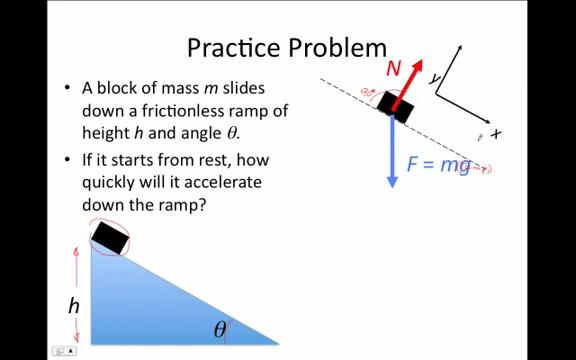 Practice Problem
• A block of mass m slides
down a frictionless ramp of
height h and angle θ.
• If it starts from rest, how
quickly will it accelerate
down the ramp?
N
90°
y
x
F = mg
h
θ